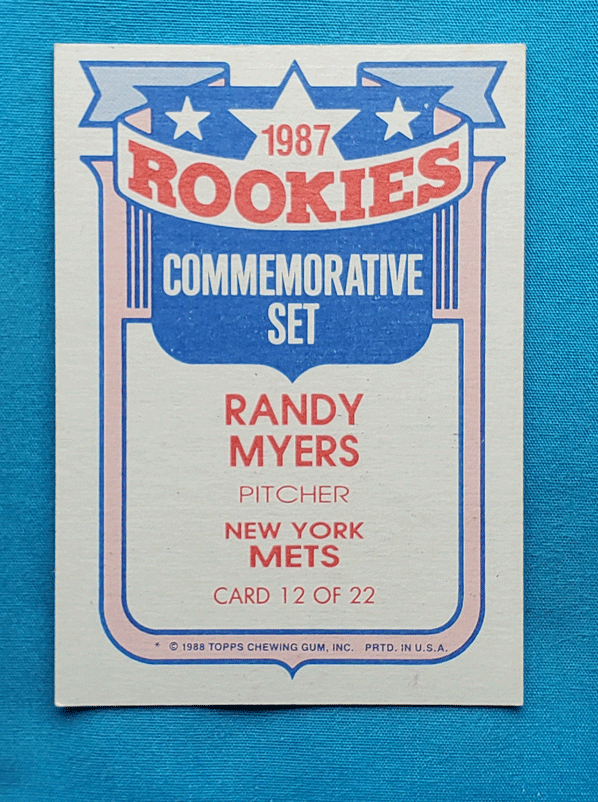 1987
ROOKIES
COMMEMORATIVE
SET
RANDY
MYERS
PITCHER
NEW YORK
METS
CARD 12 OF 22
* © 1988 TOPPS CHEWING GUM, INC. PRTD. IN U.S.A.